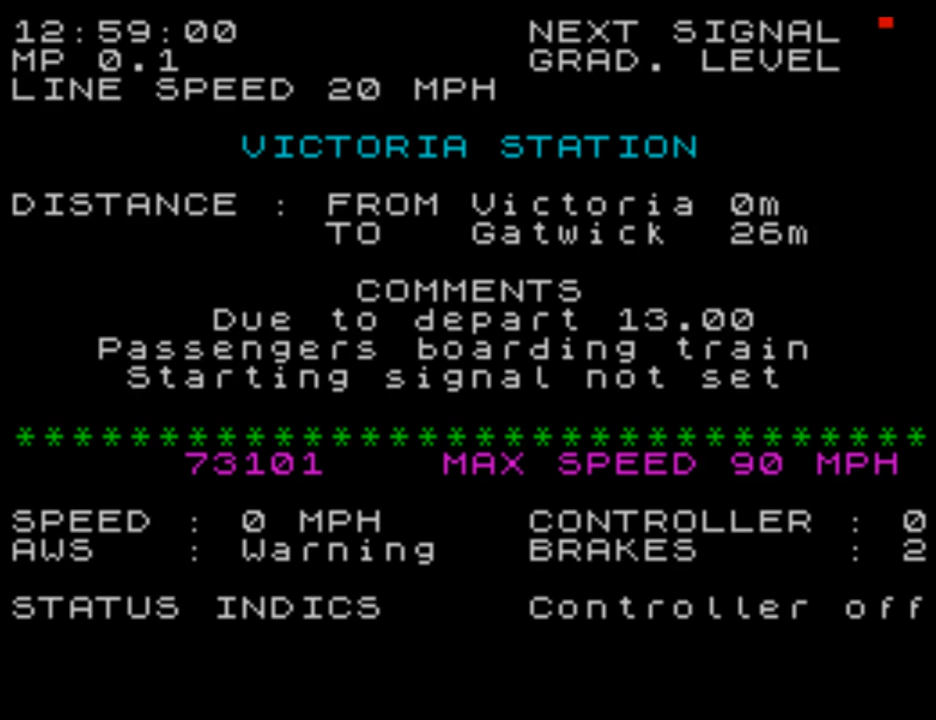 12:59:00 NEXT SIGNAL
MP 0.1 GRAD. LEVEL
LINE SPEED 20 MPH
VICTORIA STATION
DISTANCE : FROM Victoria 0m
TO Gatwick 26m
COMMENTS
Due to depart 13.00
Passengers boarding train
Starting signal not set
********************************
73101 MAX SPEED 90 MPH
SPEED : 0 MPH CONTROLLER : 0
AWS : Warning BRAKES : 2
STATUS INDICS Controller off